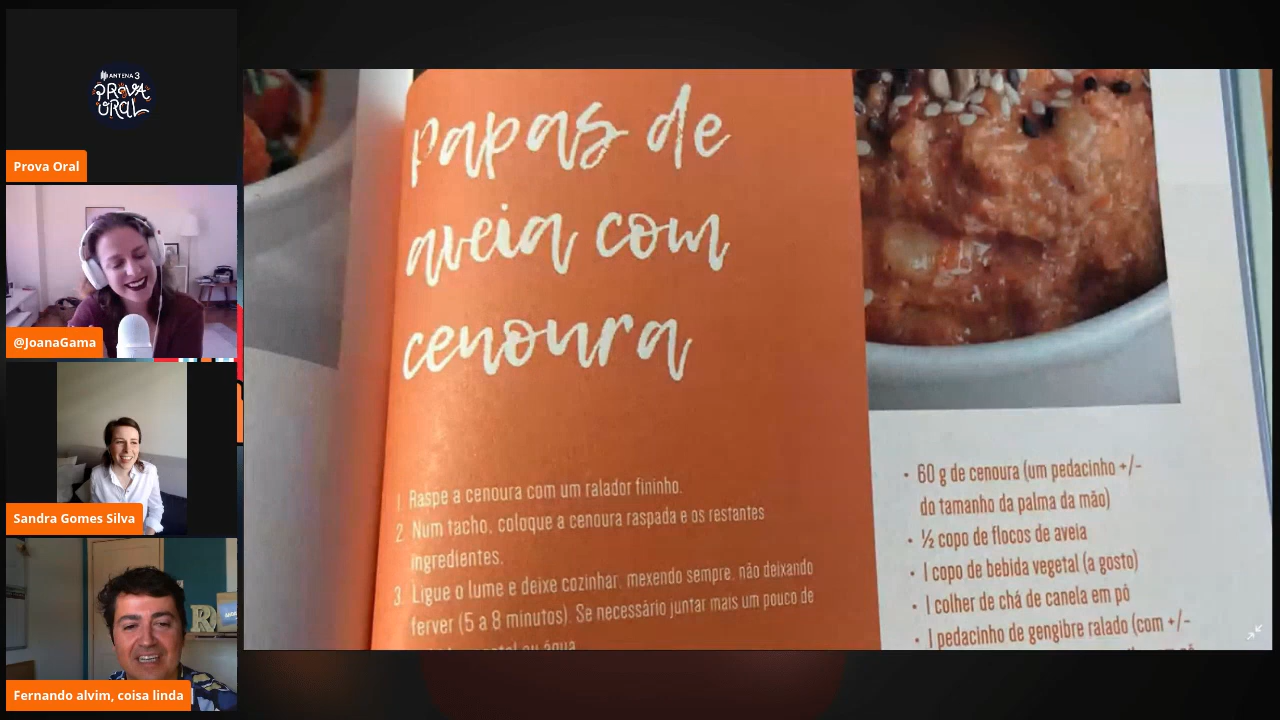 ANTENA 3
PROVA
ORAL
Prova Oral
@JoanaGama
Sandra Gomes Silva
R
Fernando alvim, coisa linda
papas de
aveia com
cenoura
1. Raspe a cenoura com um ralador fininho.
2. Num tacho, coloque a cenoura raspada e os restantes
ingredientes.
3. Ligue o lume e deixe cozinhar, mexendo sempre, não deixando
ferver (5 a 8 minutos). Se necessário juntar mais um pouco de
ou água
• 60 g de cenoura (um pedacinho +/-
do tamanho da palma da mão)
• ½ copo de flocos de aveia
• 1 copo de bebida vegetal (a gosto)
• 1 colher de chá de canela em pó
• 1 pedacinho de gengibre ralado (com +/-